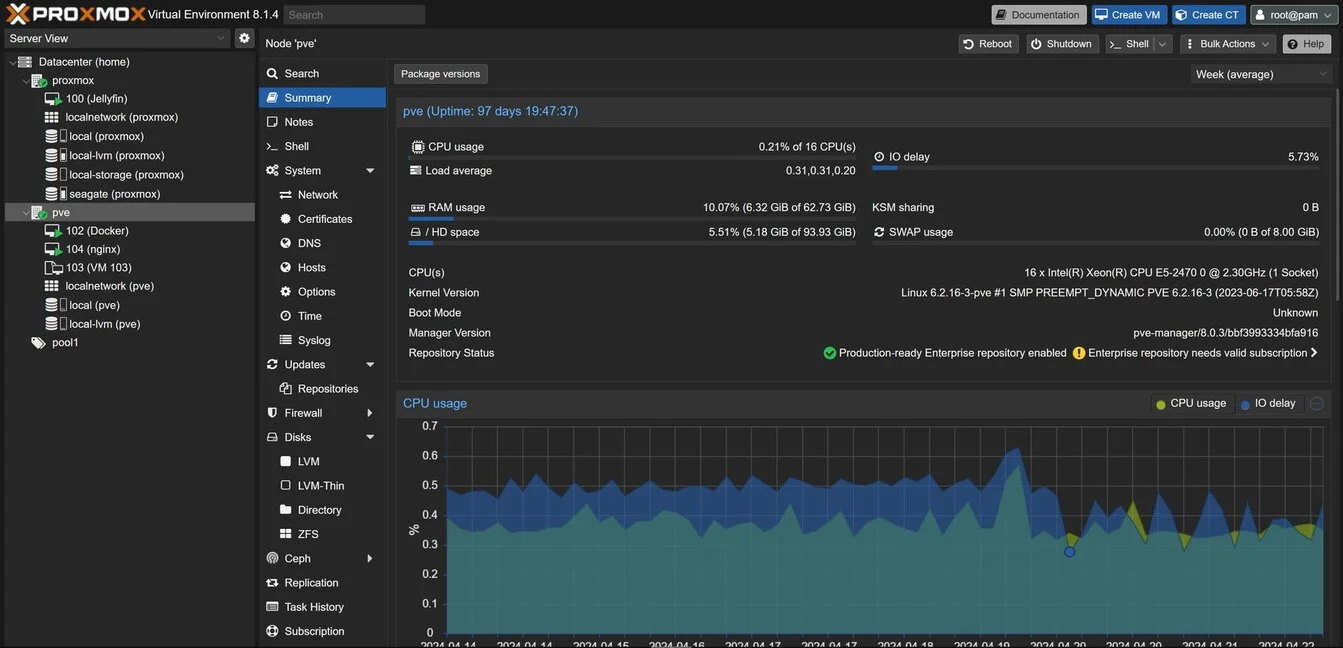 PROXMOX Virtual Environment 8.1.4 Search Documentation Create VM Create CT root@pam
Server View
Datacenter (home)
proxmox
100 (Jellyfin)
localnetwork (proxmox)
local (proxmox)
local-lvm (proxmox)
local-storage (proxmox)
seagate (proxmox)
pve
102 (Docker)
104 (nginx)
103 (VM 103)
localnetwork (pve)
local (pve)
local-lvm (pve)
pool1
Node 'pve' Reboot Shutdown Shell Bulk Actions Help
Search
Summary
Notes
Shell
System
Network
Certificates
DNS
Hosts
Options
Time
Syslog
Updates
Repositories
Firewall
Disks
LVM
LVM-Thin
Directory
ZFS
Ceph
Replication
Task History
Subscription
Package versions Week (average)
pve (Uptime: 97 days 19:47:37)
CPU usage 0.21% of 16 CPU(s)
IO delay 5.73%
Load average 0.31,0.31,0.20
RAM usage 10.07% (6.32 GiB of 62.73 GiB) KSM sharing 0 B
/ HD space 5.51% (5.18 GiB of 93.93 GiB) SWAP usage 0.00% (0 B of 8.00 GiB)
CPU(s) 16 x Intel(R) Xeon(R) CPU E5-2470 0 @ 2.30GHz (1 Socket)
Kernel Version Linux 6.2.16-3-pve #1 SMP PREEMPT_DYNAMIC PVE 6.2.16-3 (2023-06-17T05:58Z)
Boot Mode Unknown
Manager Version pve-manager/8.0.3/bbf3993334bfa916
Repository Status Production-ready Enterprise repository enabled Enterprise repository needs valid subscription
CPU usage CPU usage IO delay
0.7
0.6
0.5
0.4
%
0.3
0.2
0.1
0
2024-04-14 2024-04-14 2024-04-15 2024-04-16 2024-04-17 2024-04-17 2024-04-18 2024-04-19 2024-04-20 2024-04-20 2024-04-21 2024-04-22